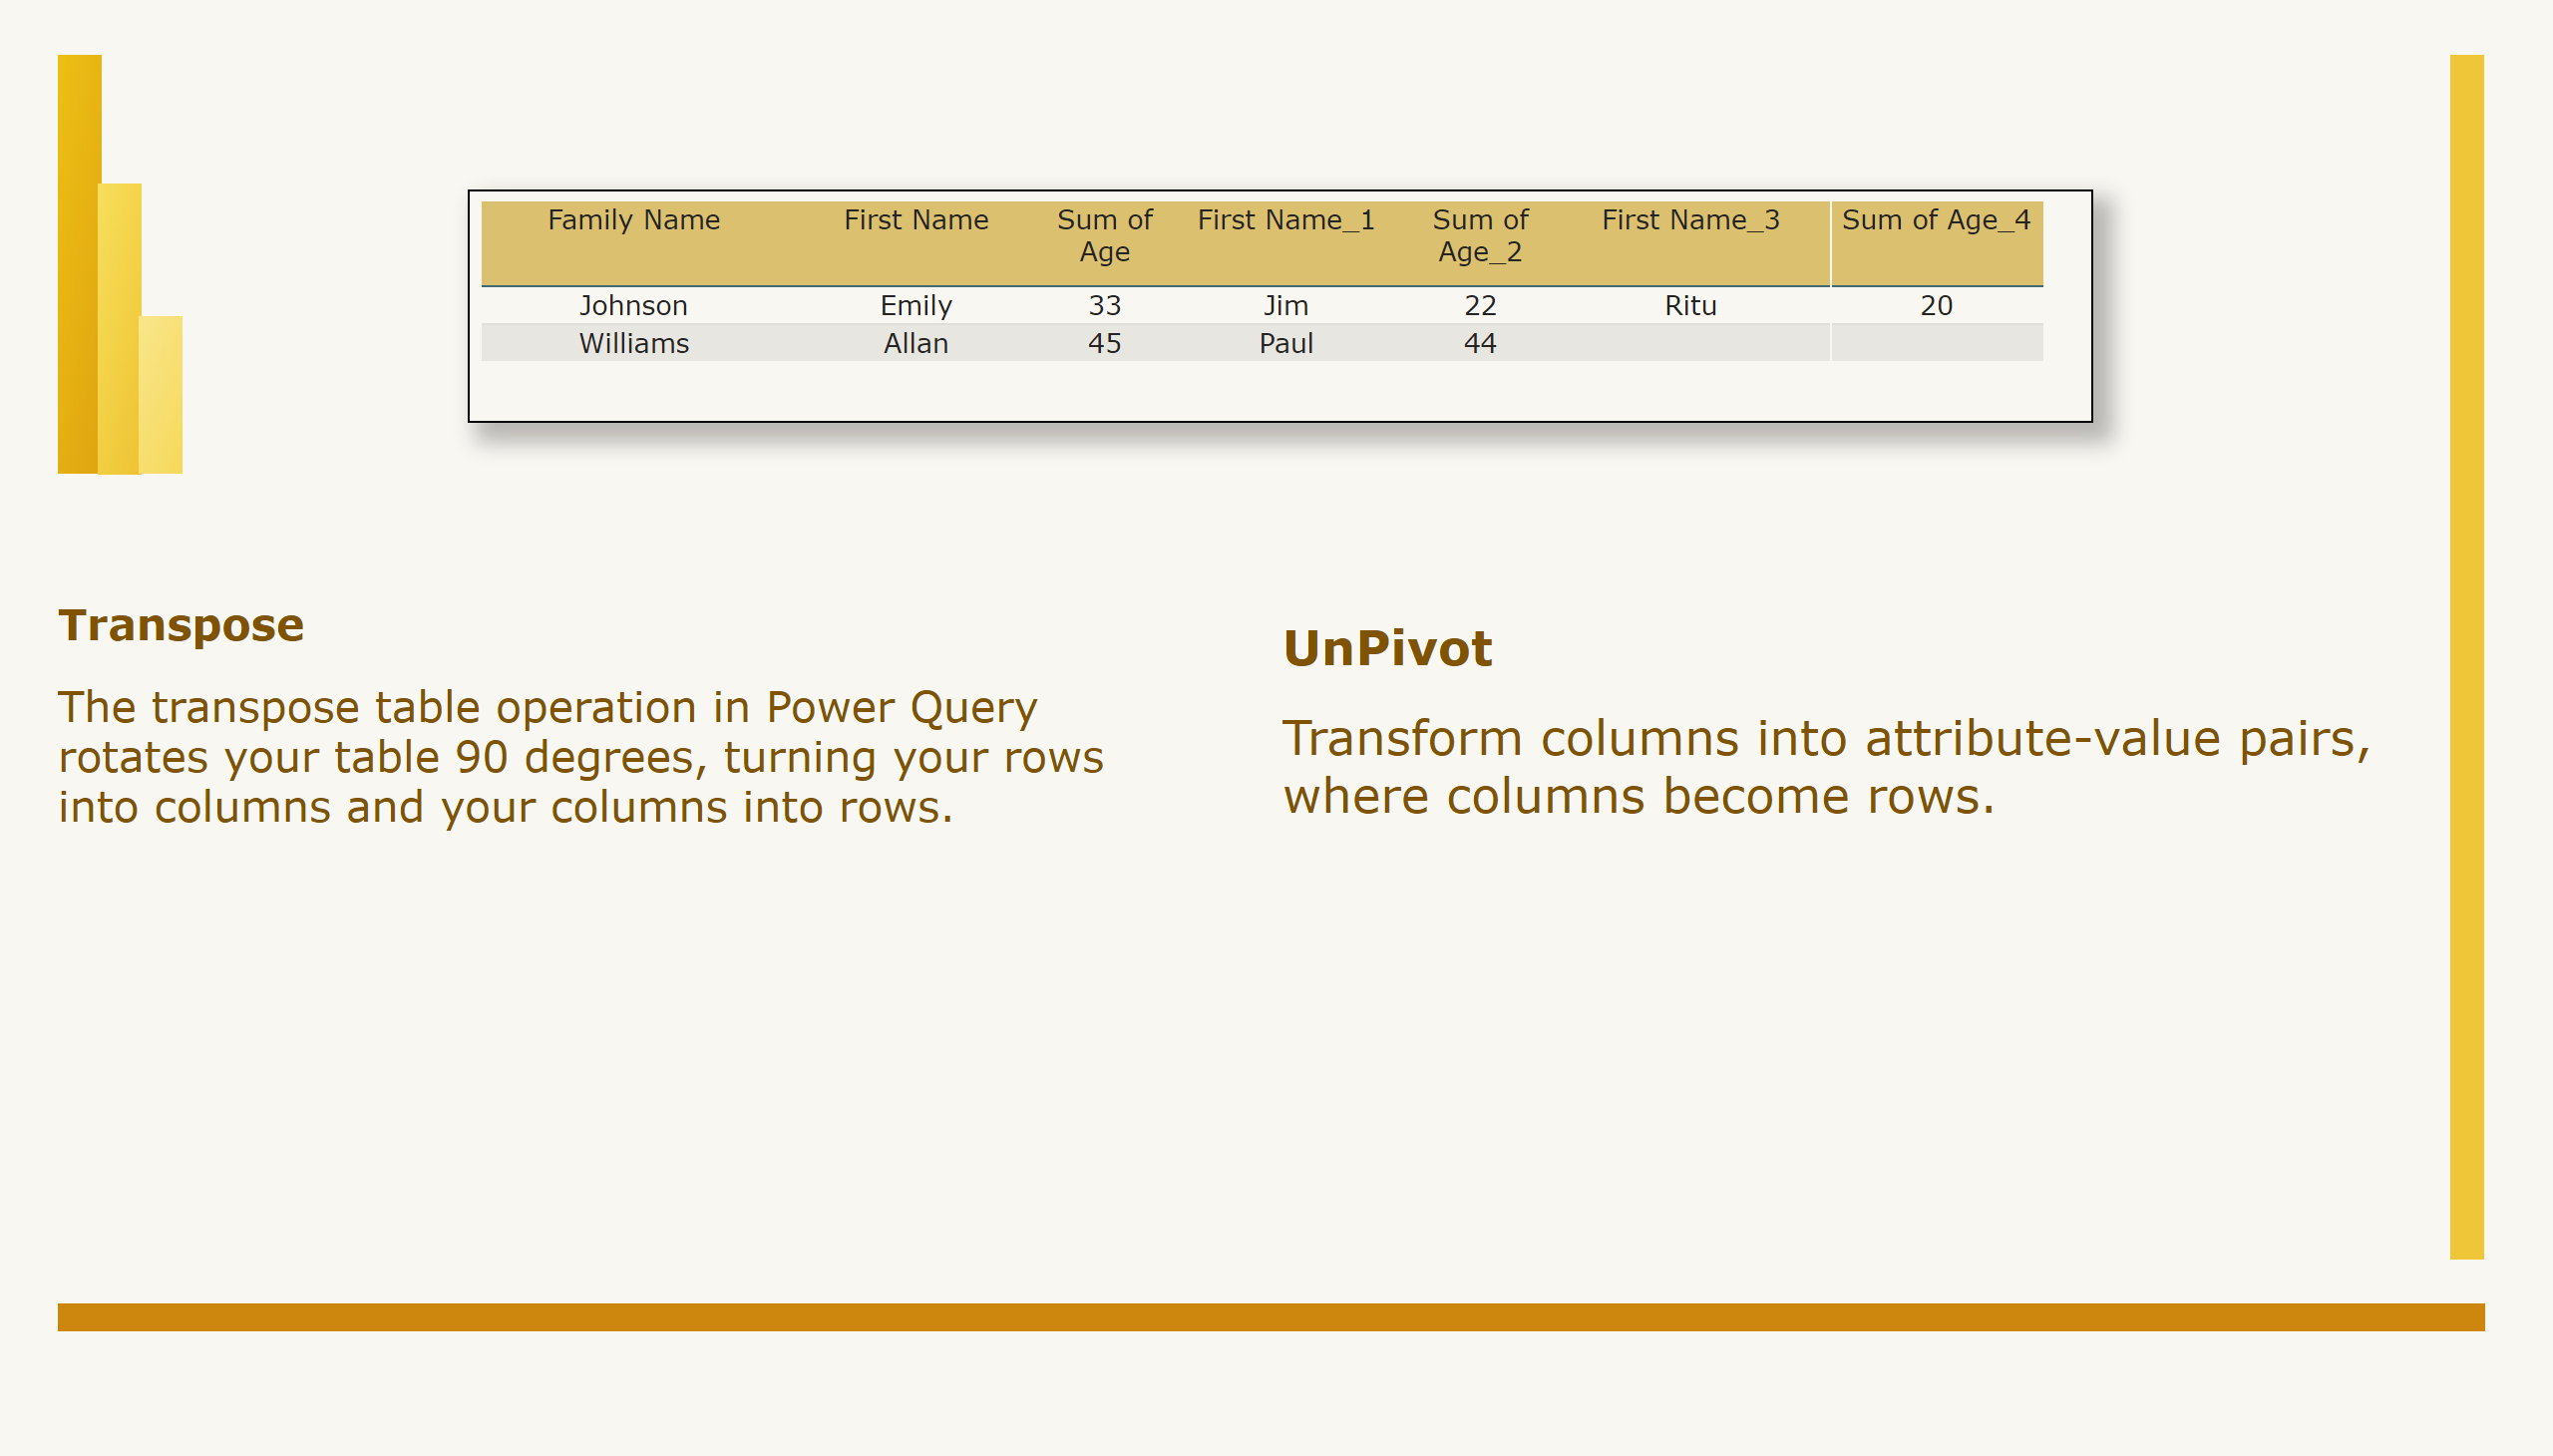 Family Name First Name Sum of Age First Name_1 Sum of Age_2 First Name_3 Sum of Age_4
Johnson Emily 33 Jim 22 Ritu 20
Williams Allan 45 Paul 44
Transpose
The transpose table operation in Power Query
rotates your table 90 degrees, turning your rows
into columns and your columns into rows.
UnPivot
Transform columns into attribute-value pairs,
where columns become rows.